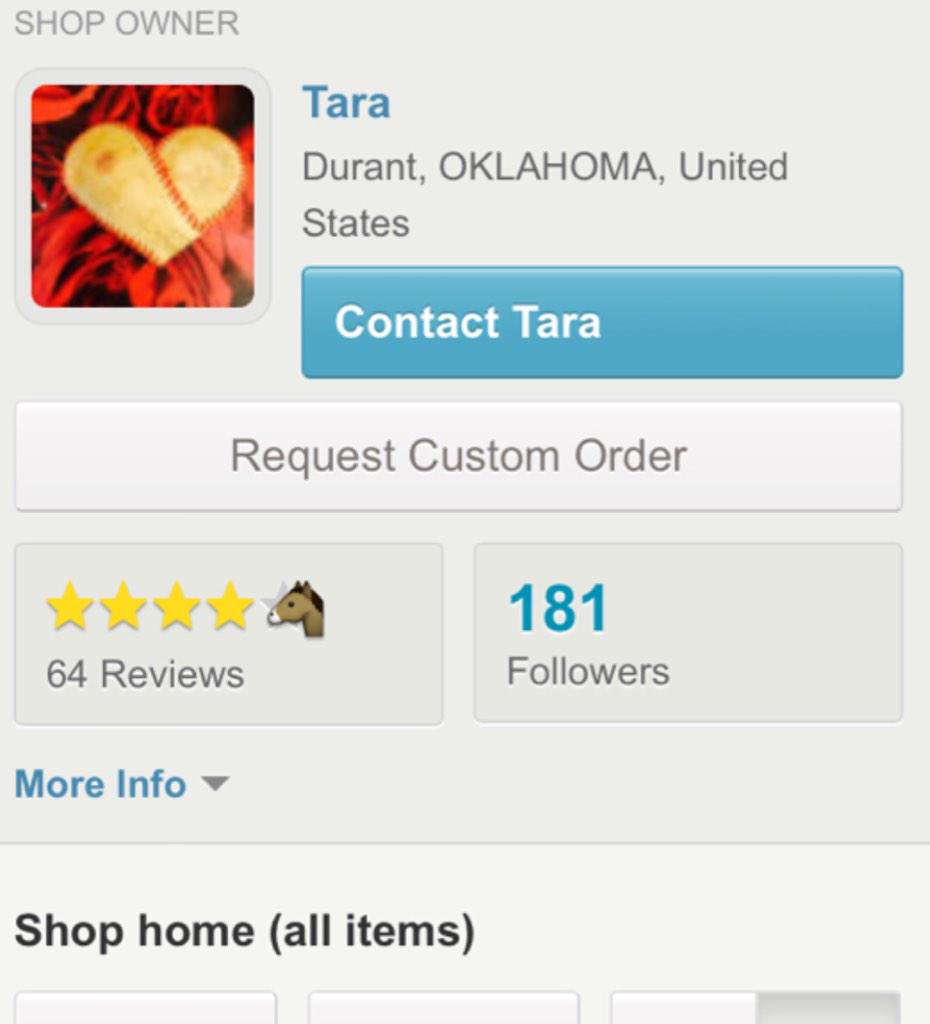 SHOP OWNER
Tara
Durant, OKLAHOMA, United
States
Contact Tara
Request Custom Order
64 Reviews
181
Followers
More Info
Shop home (all items)